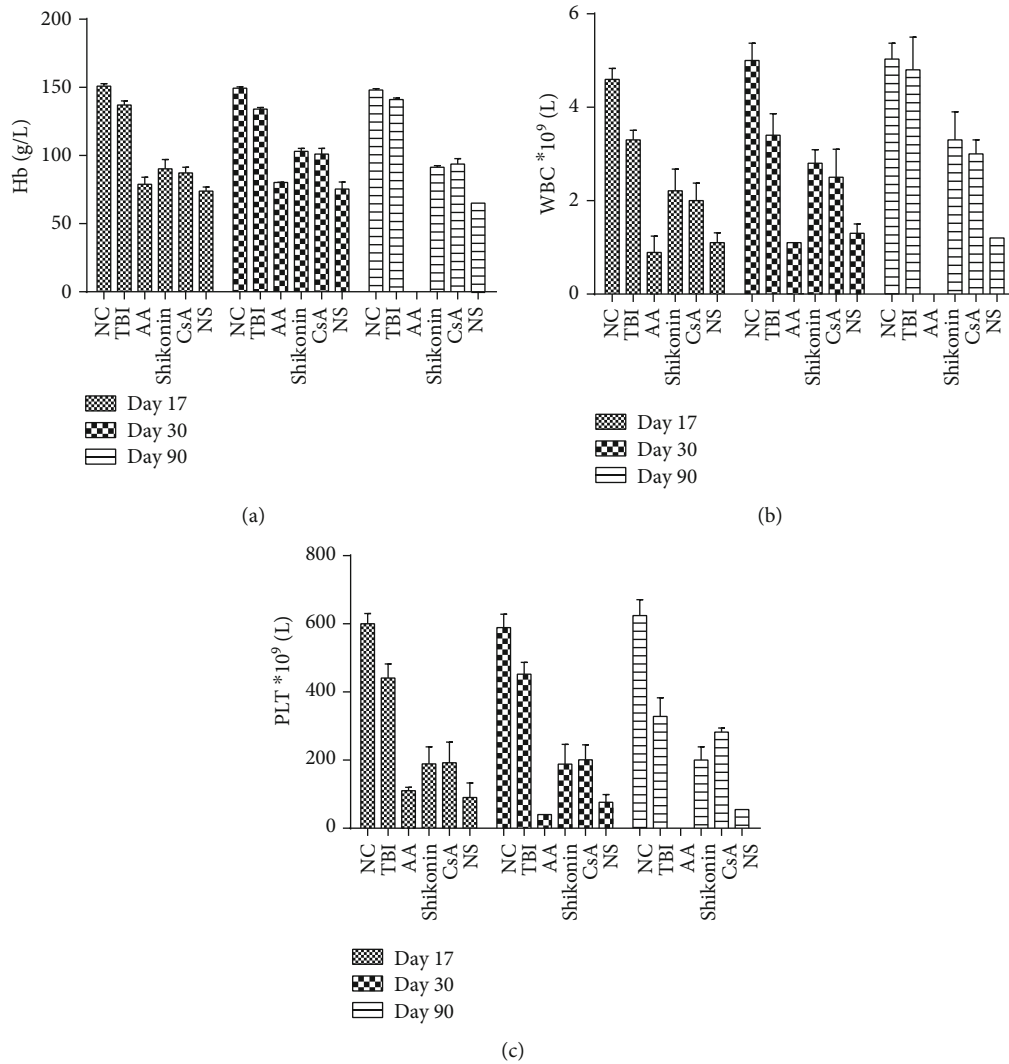 200
150
100
50
0
Hb (g/L)
NC
TBI
AA
Shikonin
CsA
NS
NC
TBI
AA
Shikonin
CsA
NS
NC
TBI
AA
Shikonin
CsA
NS
Day 17
Day 30
Day 90
(a)
6
4
2
0
WBC *10^9 (L)
NC
TBI
AA
Shikonin
CsA
NS
NC
TBI
AA
Shikonin
CsA
NS
NC
TBI
AA
Shikonin
CsA
NS
Day 17
Day 30
Day 90
(b)
800
600
400
200
0
PLT *10^9 (L)
NC
TBI
AA
Shikonin
CsA
NS
NC
TBI
AA
Shikonin
CsA
NS
NC
TBI
AA
Shikonin
CsA
NS
Day 17
Day 30
Day 90
(c)